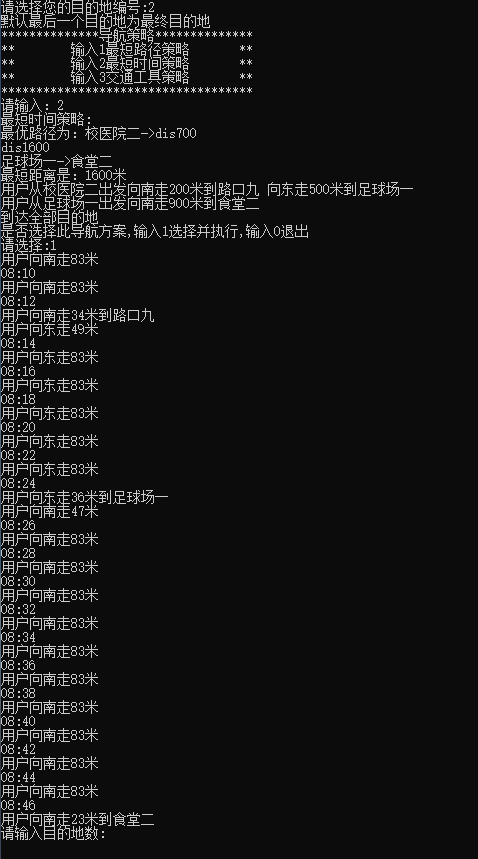 请选择您的目的地编号:2
默认最后一个目的地为最终目的地
**************导航策略**************
**        输入1最短路径策略       **
**        输入2最短时间策略       **
**        输入3交通工具策略       **
************************************
请输入: 2
最短时间策略:
最优路径为: 校医院二->dis700
dis1600
足球场一->食堂二
最短距离是: 1600米
用户从校医院二出发向南走200米到路口九 向东走500米到足球场一
用户从足球场一出发向南走900米到食堂二
到达全部目的地
是否选择此导航方案,输入1选择并执行,输入0退出
请选择:1
用户向南走83米
08:10
用户向南走83米
08:12
用户向南走34米到路口九
用户向东走49米
08:14
用户向东走83米
08:16
用户向东走83米
08:18
用户向东走83米
08:20
用户向东走83米
08:22
用户向东走83米
08:24
用户向东走36米到足球场一
用户向南走47米
08:26
用户向南走83米
08:28
用户向南走83米
08:30
用户向南走83米
08:32
用户向南走83米
08:34
用户向南走83米
08:36
用户向南走83米
08:38
用户向南走83米
08:40
用户向南走83米
08:42
用户向南走83米
08:44
用户向南走83米
08:46
用户向南走23米到食堂二
请输入目的地数: